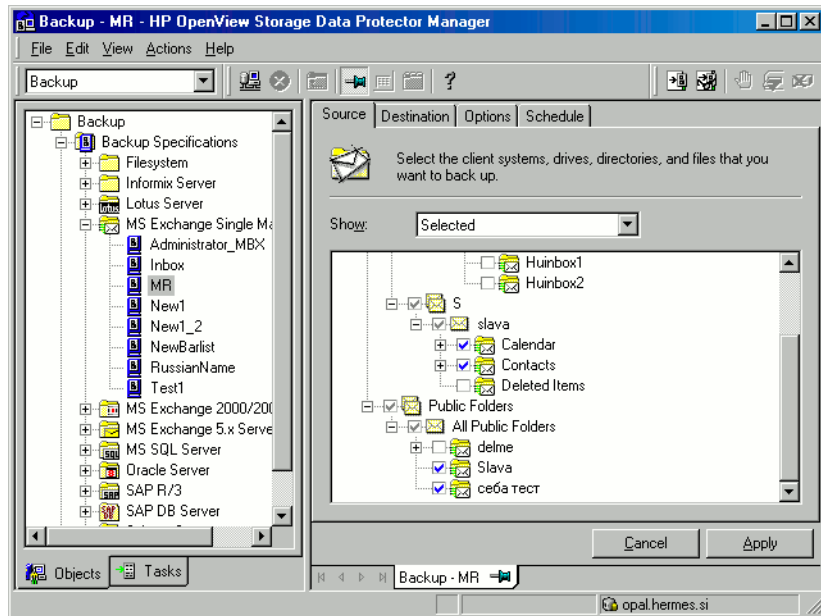 Backup - MR - HP OpenView Storage Data Protector Manager
File Edit View Actions Help
Backup
Backup
Backup Specifications
Filesystem
Informix Server
Lotus Server
MS Exchange Single Ma
Administrator_MBX
Inbox
MR
New1
New1_2
NewBarlist
RussianName
Test1
MS Exchange 2000/200
MS Exchange 5.x Serve
MS SQL Server
Oracle Server
SAP R/3
SAP DB Server
Objects Tasks
Source Destination Options Schedule
Select the client systems, drives, directories, and files that you
want to back up.
Show: Selected
Huinbox1
Huinbox2
S
slava
Calendar
Contacts
Deleted Items
Public Folders
All Public Folders
delme
Slava
себа тест
Cancel Apply
Backup - MR
opal.hermes.si